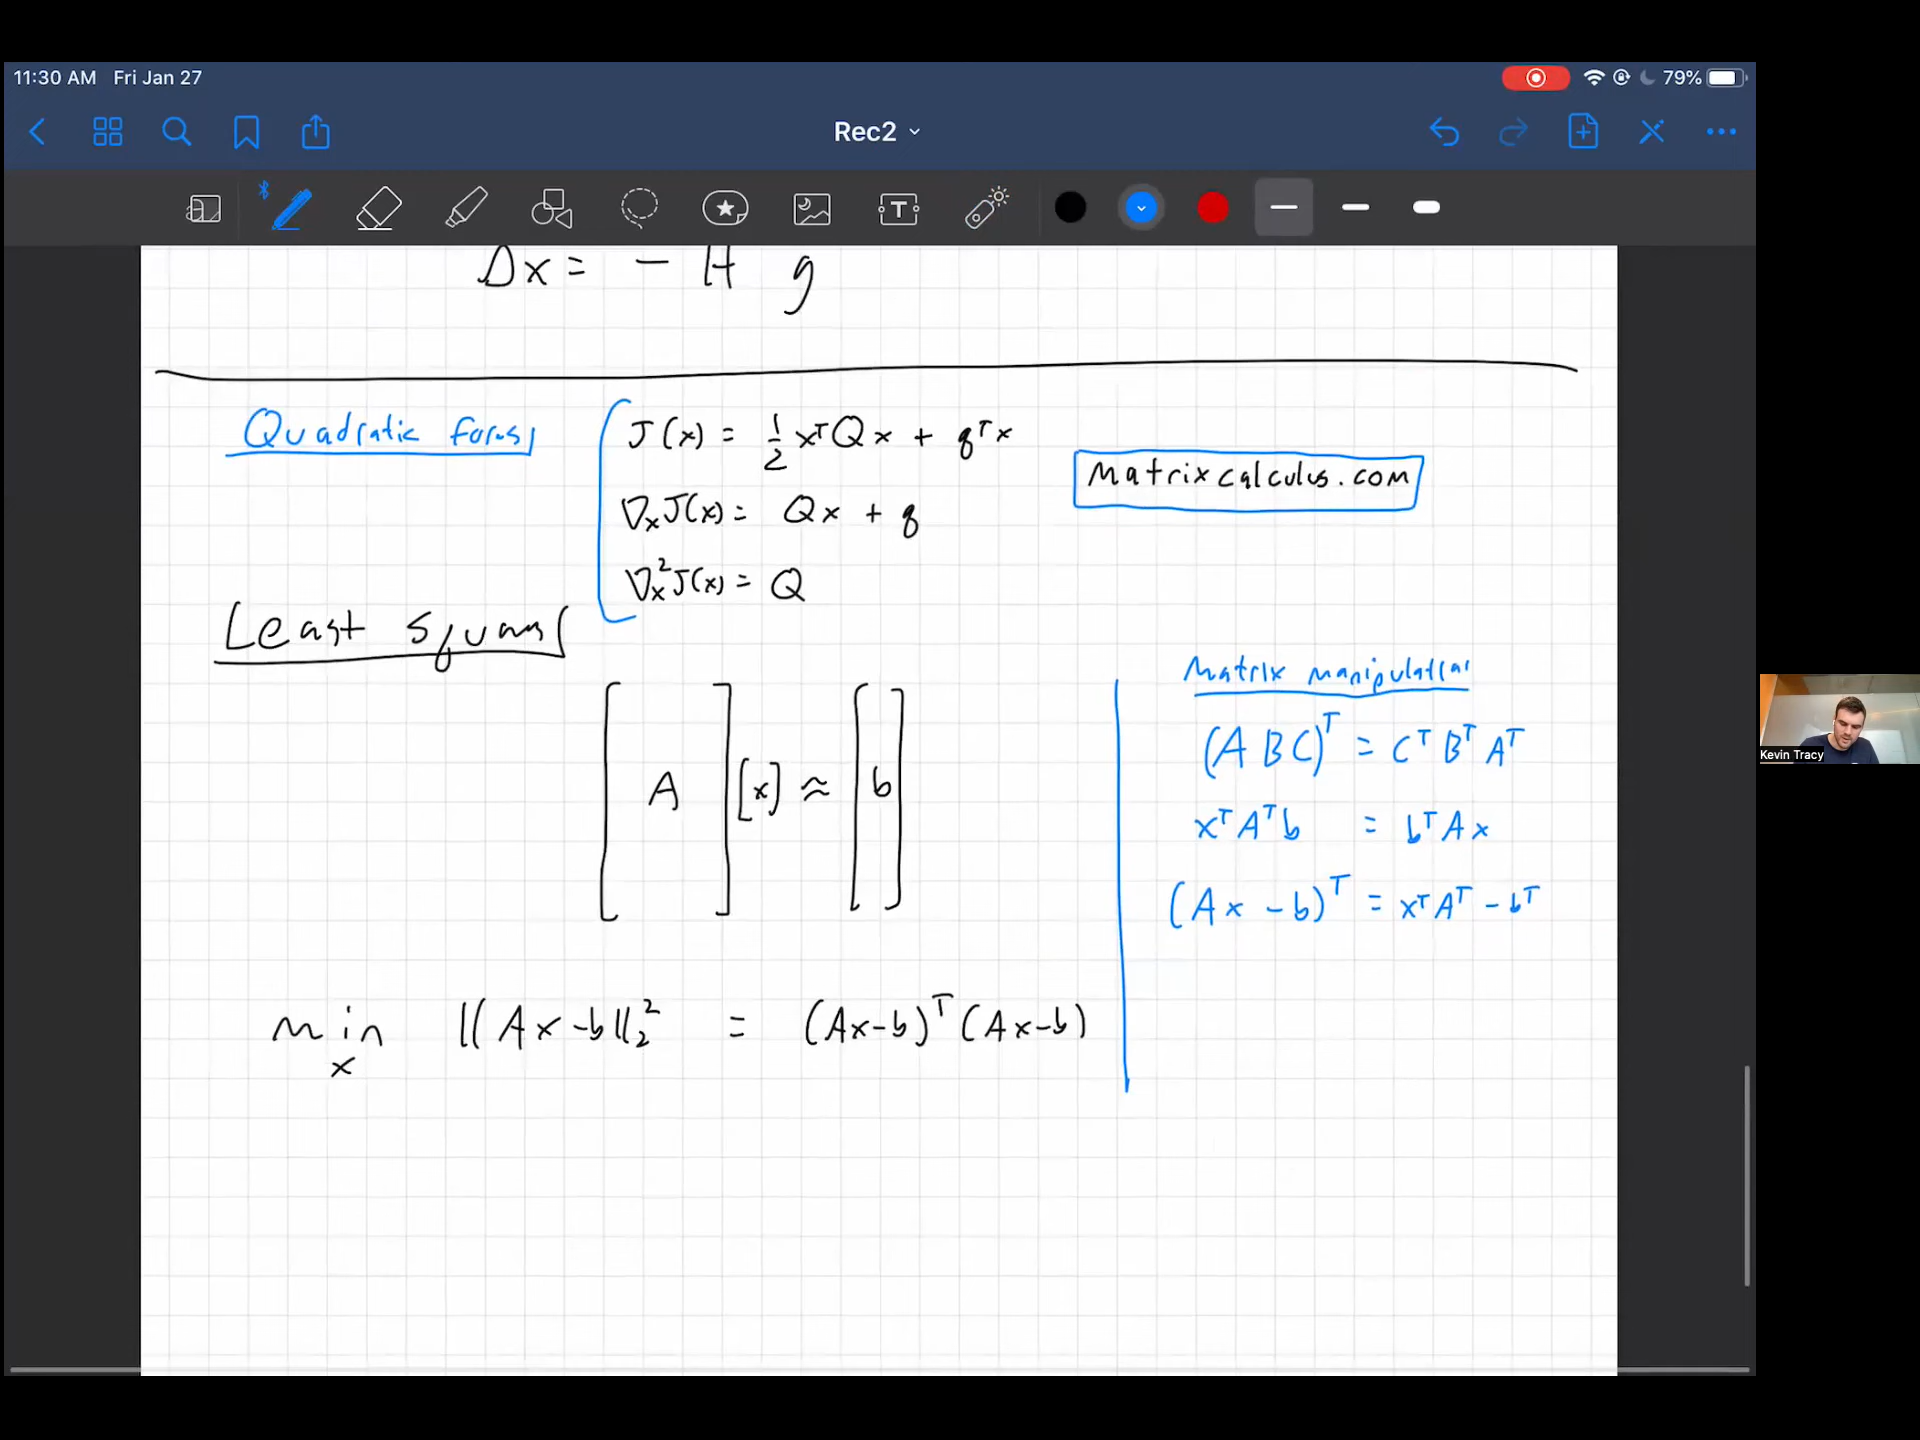 11:30 AM Fri Jan 27
79%
Rec2
T
Δx = − H g
Quadratic forms
J(x) = 1/2 xᵀQx + qᵀx
∇ₓJ(x) = Qx + q
∇ₓ²J(x) = Q
matrixcalculus.com
Least squares
[A][x] ≈ [b]
Matrix manipulation
(ABC)ᵀ = CᵀBᵀAᵀ
xᵀAᵀb = bᵀAx
(Ax − b)ᵀ = xᵀAᵀ − bᵀ
min ||Ax − b||₂² = (Ax−b)ᵀ(Ax−b)
x
Kevin Tracy